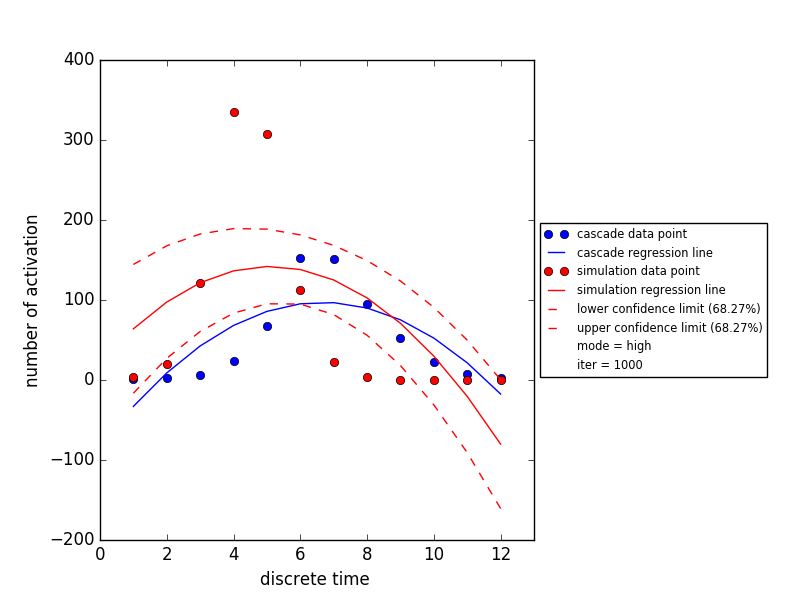 400
300
200
100
0
−100
−200
0 2 4 6 8 10 12
discrete time
number of activation
cascade data point
cascade regression line
simulation data point
simulation regression line
lower confidence limit (68.27%)
upper confidence limit (68.27%)
mode = high
iter = 1000